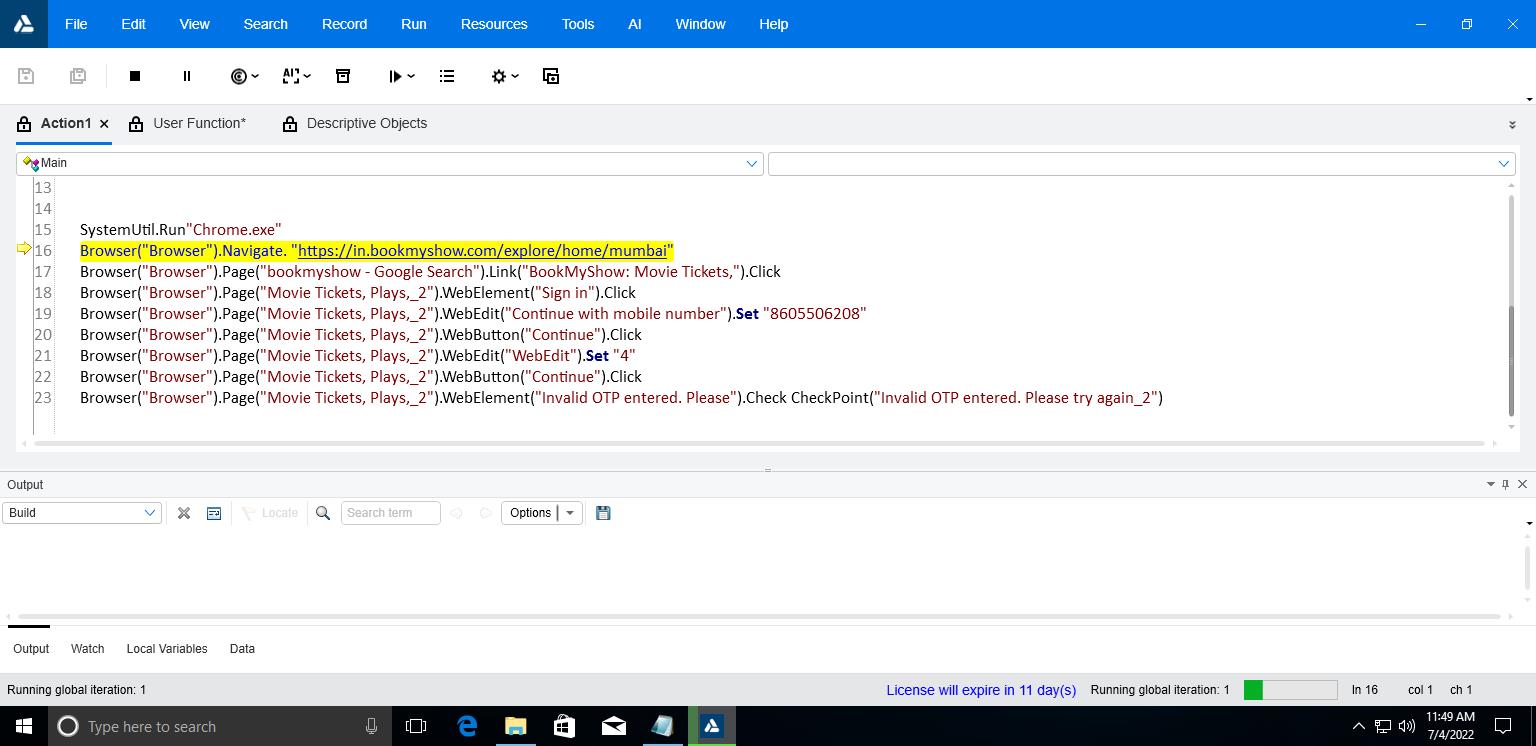 File Edit View Search Record Run Resources Tools AI Window Help
Action1 User Function* Descriptive Objects
Main
13
14
15 SystemUtil.Run"Chrome.exe"
16 Browser("Browser").Navigate. "https://in.bookmyshow.com/explore/home/mumbai"
17 Browser("Browser").Page("bookmyshow - Google Search").Link("BookMyShow: Movie Tickets,").Click
18 Browser("Browser").Page("Movie Tickets, Plays,_2").WebElement("Sign in").Click
19 Browser("Browser").Page("Movie Tickets, Plays,_2").WebEdit("Continue with mobile number").Set "8605506208"
20 Browser("Browser").Page("Movie Tickets, Plays,_2").WebButton("Continue").Click
21 Browser("Browser").Page("Movie Tickets, Plays,_2").WebEdit("WebEdit").Set "4"
22 Browser("Browser").Page("Movie Tickets, Plays,_2").WebButton("Continue").Click
23 Browser("Browser").Page("Movie Tickets, Plays,_2").WebElement("Invalid OTP entered. Please").Check CheckPoint("Invalid OTP entered. Please try again_2")
Output
Build Locate Search term Options
Output Watch Local Variables Data
Running global iteration: 1 License will expire in 11 day(s) Running global iteration: 1 ln 16 col 1 ch 1
Type here to search 11:49 AM
7/4/2022